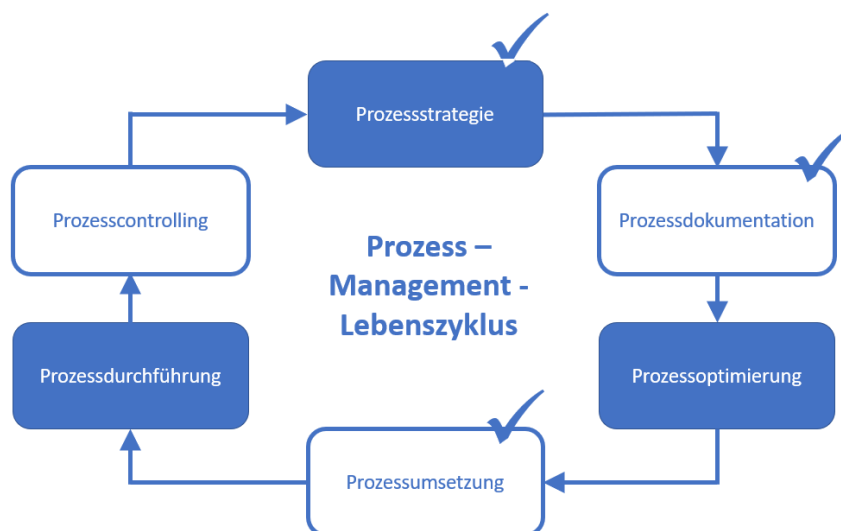 Prozessstrategie
Prozesscontrolling
Prozessdokumentation
Prozess –
Management -
Lebenszyklus
Prozessdurchführung
Prozessoptimierung
Prozessumsetzung